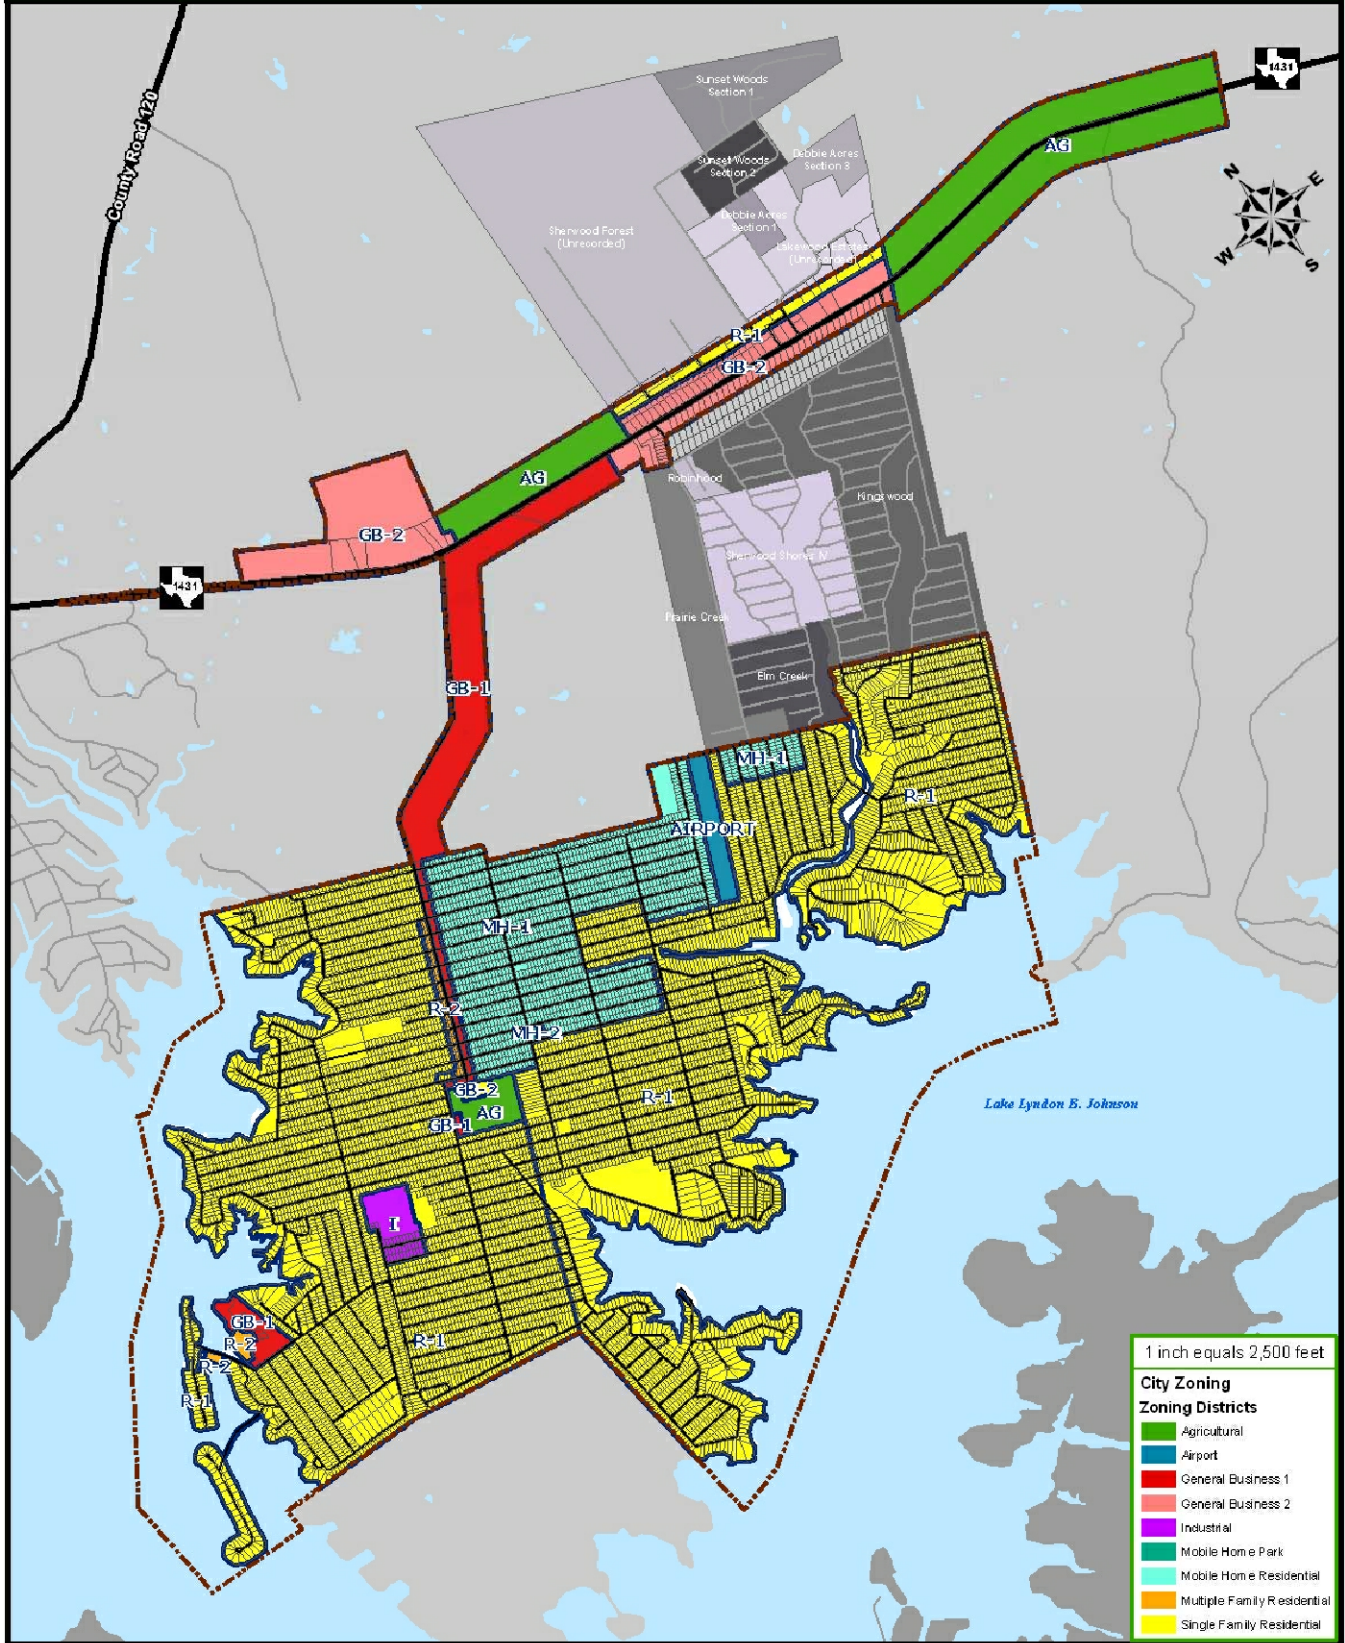 1431
County Road 120
Sunset Woods
Section 1
Sunset Woods
Section 2
Debbie Acres
Section 3
AG
N
E
W
S
Debbie Acres
Section 1
Sherwood Forest
(Unrecorded)
Lakewood Estates
(Unrecorded)
R-1
GB-2
AG
Robinhood
Kingswood
GB-2
Sherwood Shores IV
1431
Prairie Creek
Elm Creek
GB-1
MH-1
R-1
AIRPORT
MH-1
R-2
MH-2
GB-2
R-1
AG
GB-1
Lake Lyndon B. Johnson
I
GB-1
R-2
R-1
R-2
R-1
1 inch equals 2,500 feet
City Zoning
Zoning Districts
Agricultural
Airport
General Business 1
General Business 2
Industrial
Mobile Home Park
Mobile Home Residential
Multiple Family Residential
Single Family Residential